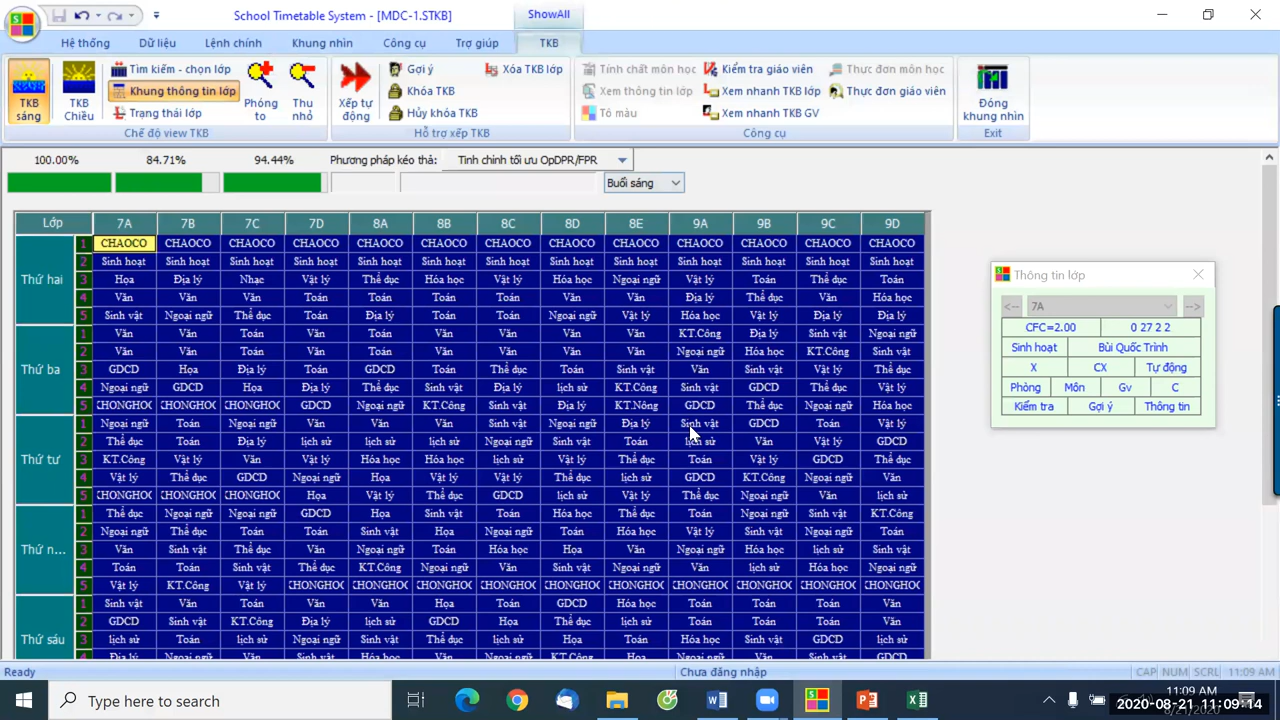 School Timetable System - [MDC-1.STKB]
ShowAll
Hệ thống Dữ liệu Lệnh chính Khung nhìn Công cụ Trợ giúp TKB
TKB sáng
TKB Chiều
Tìm kiếm - chọn lớp
Khung thông tin lớp
Trạng thái lớp
Phóng to
Thu nhỏ
Chế độ view TKB
Xếp tự động
Gợi ý
Khóa TKB
Hủy khóa TKB
Xóa TKB lớp
Hỗ trợ xếp TKB
Tính chất môn học
Xem thông tin lớp
Tô màu
Kiểm tra giáo viên
Xem nhanh TKB lớp
Xem nhanh TKB GV
Thực đơn môn học
Thực đơn giáo viên
Công cụ
Đóng khung nhìn
Exit
100.00% 84.71% 94.44% Phương pháp kéo thả: Tinh chỉnh tối ưu OpDPR/FPR
Buổi sáng
Lớp 7A 7B 7C 7D 8A 8B 8C 8D 8E 9A 9B 9C 9D
Thứ hai
1 CHAOCO CHAOCO CHAOCO CHAOCO CHAOCO CHAOCO CHAOCO CHAOCO CHAOCO CHAOCO CHAOCO CHAOCO CHAOCO
2 Sinh hoạt Sinh hoạt Sinh hoạt Sinh hoạt Sinh hoạt Sinh hoạt Sinh hoạt Sinh hoạt Sinh hoạt Sinh hoạt Sinh hoạt Sinh hoạt Sinh hoạt
3 Họa Địa lý Nhạc Vật lý Thể dục Hóa học Vật lý Hóa học Ngoại ngữ Vật lý Toán Thể dục Toán
4 Văn Văn Văn Toán Toán Toán Toán Văn Văn Địa lý Thể dục Văn Hóa học
5 Sinh vật Ngoại ngữ Thể dục Toán Địa lý Toán Toán Ngoại ngữ Vật lý Hóa học Vật lý Địa lý Địa lý
Thứ ba
1 Văn Văn Toán Văn Toán Văn Văn Toán Văn KT.Công Địa lý Sinh vật Ngoại ngữ
2 Văn Văn Toán Văn Toán Văn Văn Toán Văn Ngoại ngữ Hóa học KT.Công Sinh vật
3 GDCD Họa Địa lý Toán GDCD Toán Thể dục Toán Sinh vật Văn Sinh vật Vật lý Thể dục
4 Ngoại ngữ GDCD Họa Địa lý Thể dục Sinh vật Địa lý lịch sử KT.Công Sinh vật GDCD Thể dục Vật lý
5 KHONGHOC KHONGHOC KHONGHOC GDCD Ngoại ngữ KT.Công Sinh vật Địa lý KT.Nông GDCD Thể dục Ngoại ngữ Hóa học
Thứ tư
1 Ngoại ngữ Toán Ngoại ngữ Văn Văn Văn Sinh vật Ngoại ngữ Địa lý Sinh vật GDCD Toán Vật lý
2 Thể dục Toán Địa lý lịch sử lịch sử lịch sử Ngoại ngữ Sinh vật Toán lịch sử Văn Vật lý GDCD
3 KT.Công Vật lý Văn Vật lý Hóa học Hóa học lịch sử Vật lý Thể dục Toán Vật lý GDCD Thể dục
4 Vật lý Thể dục GDCD Ngoại ngữ Họa Vật lý Vật lý Thể dục lịch sử GDCD KT.Công Ngoại ngữ Văn
5 KHONGHOC KHONGHOC KHONGHOC Họa Vật lý Thể dục GDCD lịch sử Vật lý Thể dục Ngoại ngữ Văn lịch sử
Thứ n...
1 Thể dục Ngoại ngữ Ngoại ngữ GDCD Họa Sinh vật Toán Hóa học Thể dục Ngoại ngữ Văn Toán KT.Công
2 Ngoại ngữ Thể dục Toán Toán Sinh vật Họa Ngoại ngữ Toán Hóa học Vật lý Sinh vật Ngoại ngữ Toán
3 Văn Sinh vật Thể dục Văn Ngoại ngữ Toán Hóa học Họa Văn Ngoại ngữ Hóa học lịch sử Sinh vật
4 Toán Toán Sinh vật Thể dục KT.Công Ngoại ngữ Văn Văn Toán Văn lịch sử Hóa học Ngoại ngữ
5 Vật lý KT.Công Vật lý KHONGHOC KHONGHOC KHONGHOC KHONGHOC KHONGHOC KHONGHOC KHONGHOC KHONGHOC KHONGHOC KHONGHOC
Thứ sáu
1 Sinh vật Văn Toán Văn Văn Họa Toán GDCD Hóa học Toán Toán Toán Văn
2 GDCD Sinh vật KT.Công Địa lý Sinh vật GDCD Họa Thể dục Sinh vật Toán Toán Toán Văn
3 lịch sử Toán lịch sử Ngoại ngữ Sinh vật Thể dục lịch sử Họa Toán Hóa học Sinh vật GDCD lịch sử
Thông tin lớp
<-- 7A -->
CFC=2.00 0 27 2 2
Sinh hoạt Bùi Quốc Trình
X CX Tự động
Phòng Môn Gv C
Kiểm tra Gợi ý Thông tin
Ready Chưa đăng nhập CAP NUM SCRL 11:09 AM
Type here to search
11:09 AM
2020-08-21 11:09:14